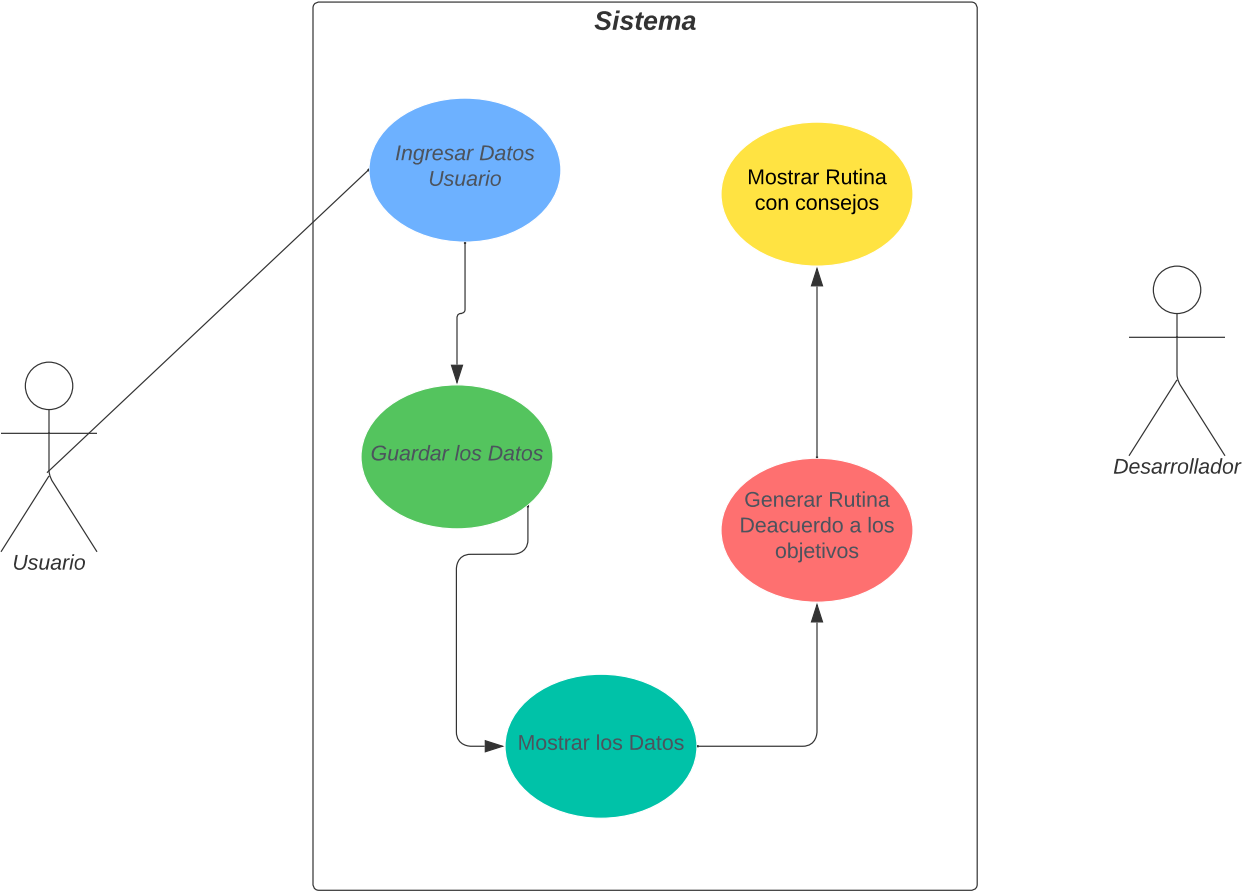 Sistema
Ingresar Datos
Usuario
Mostrar Rutina
con consejos
Guardar los Datos
Desarrollador
Generar Rutina
Deacuerdo a los
objetivos
Usuario
Mostrar los Datos